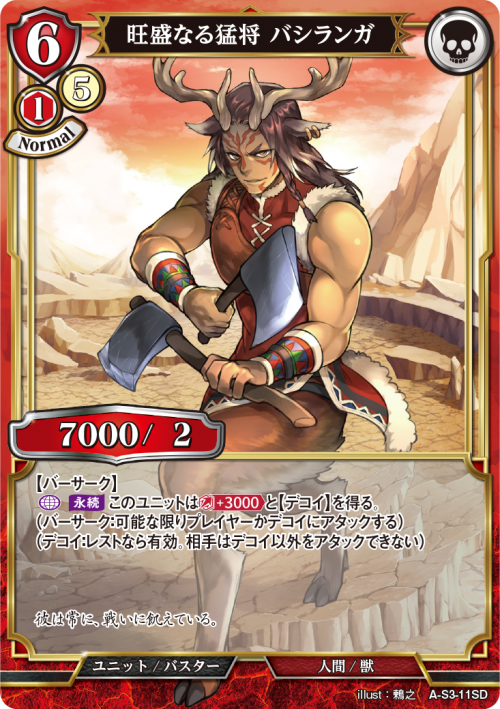 6
旺盛なる猛将 バシランガ
1
5
Normal
7000/ 2
【バーサーク】
永続 このユニットは+3000と【デコイ】を得る。
(バーサーク:可能な限りプレイヤーかデコイにアタックする)
(デコイ:レストなら有効。相手はデコイ以外をアタックできない)
彼は常に、戦いに飢えている。
ユニット / バスター
人間 / 獣
illust:鶫之 A-S3-11SD